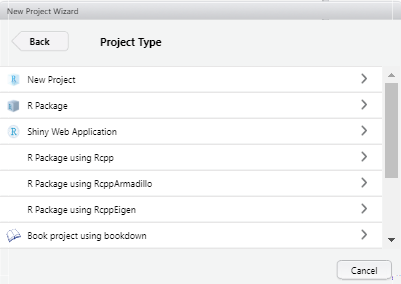 New Project Wizard
Back
Project Type
New Project
R Package
Shiny Web Application
R Package using Rcpp
R Package using RcppArmadillo
R Package using RcppEigen
Book project using bookdown
Cancel